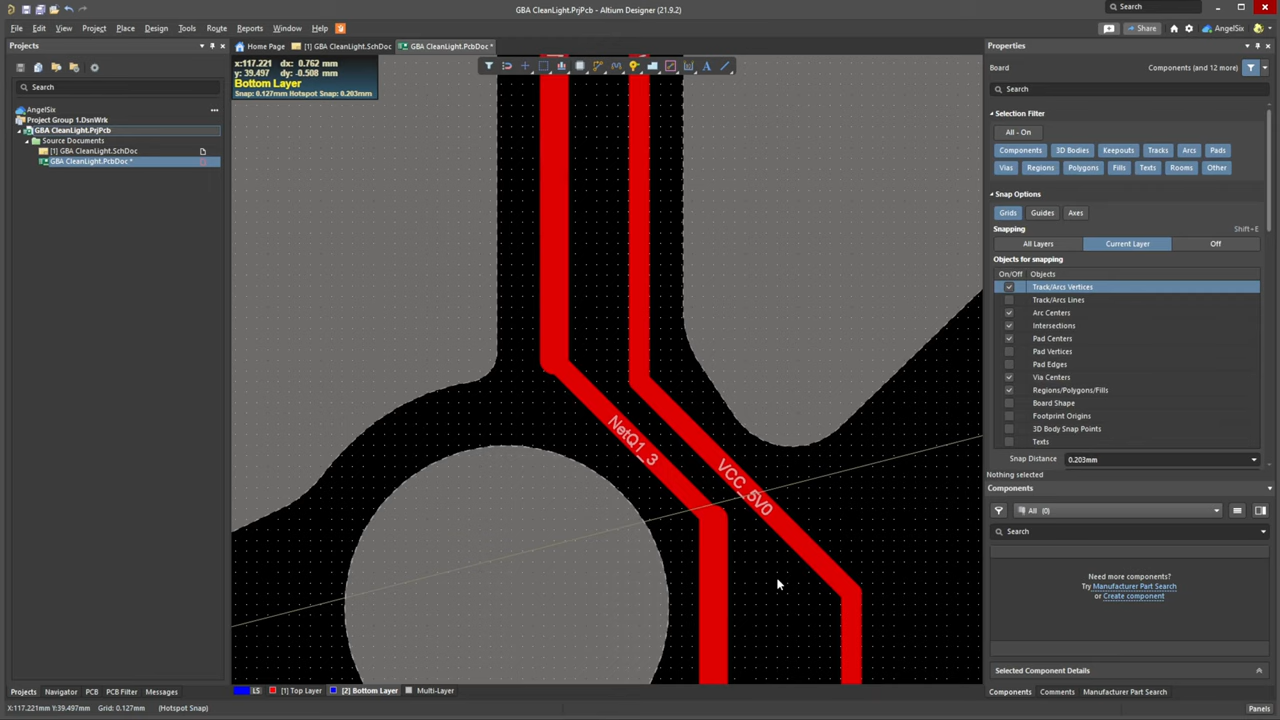 GBA CleanLight.PrjPcb - Altium Designer (21.9.2)
Search
File Edit View Project Place Design Tools Route Reports Window Help
Share
AngelSix
Projects
Home Page
[1] GBA CleanLight.SchDoc
GBA CleanLight.PcbDoc *
Properties
x:117.221 dx: 0.762 mm
y: 39.497 dy: -0.508 mm
Bottom Layer
Snap: 0.127mm Hotspot Snap: 0.203mm
Search
AngelSix
Project Group 1.DsnWrk
GBA CleanLight.PrjPcb
Source Documents
[1] GBA CleanLight.SchDoc
GBA CleanLight.PcbDoc *
NetQ1_3
VCC_5V0
Board
Components (and 12 more)
Search
Selection Filter
All - On
Components 3D Bodies Keepouts Tracks Arcs Pads
Vias Regions Polygons Fills Texts Rooms Other
Snap Options
Grids Guides Axes
Snapping
Shift+E
All Layers Current Layer Off
Objects for snapping
On/Off Objects
Track/Arcs Vertices
Track/Arcs Lines
Arc Centers
Intersections
Pad Centers
Pad Vertices
Pad Edges
Via Centers
Regions/Polygons/Fills
Board Shape
Footprint Origins
3D Body Snap Points
Texts
Snap Distance 0.203mm
Nothing selected
Components
All (0)
Search
Need more components?
Try Manufacturer Part Search
or Create component
Selected Component Details
Projects Navigator PCB PCB Filter Messages
LS [1] Top Layer [2] Bottom Layer Multi-Layer
Components Comments Manufacturer Part Search
X:117.221mm Y:39.497mm Grid: 0.127mm (Hotspot Snap)
Panels